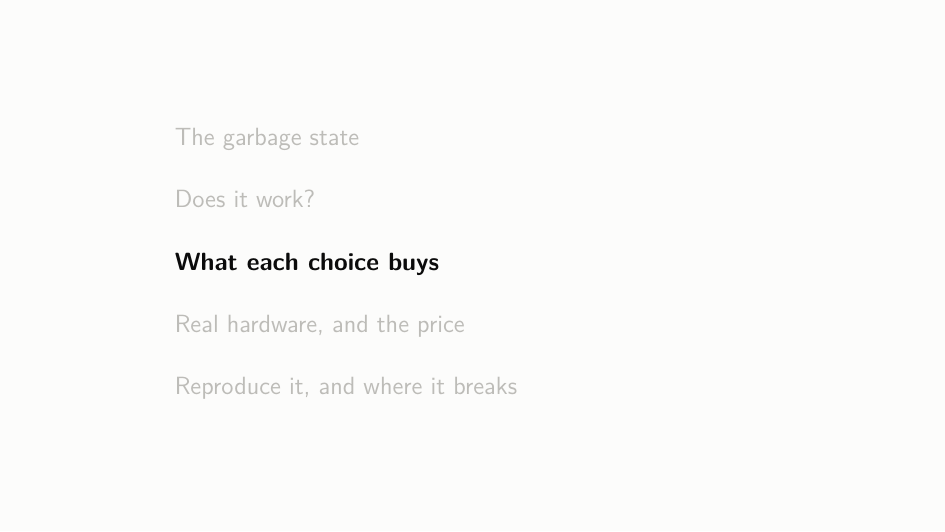 The garbage state
Does it work?
What each choice buys
Real hardware, and the price
Reproduce it, and where it breaks